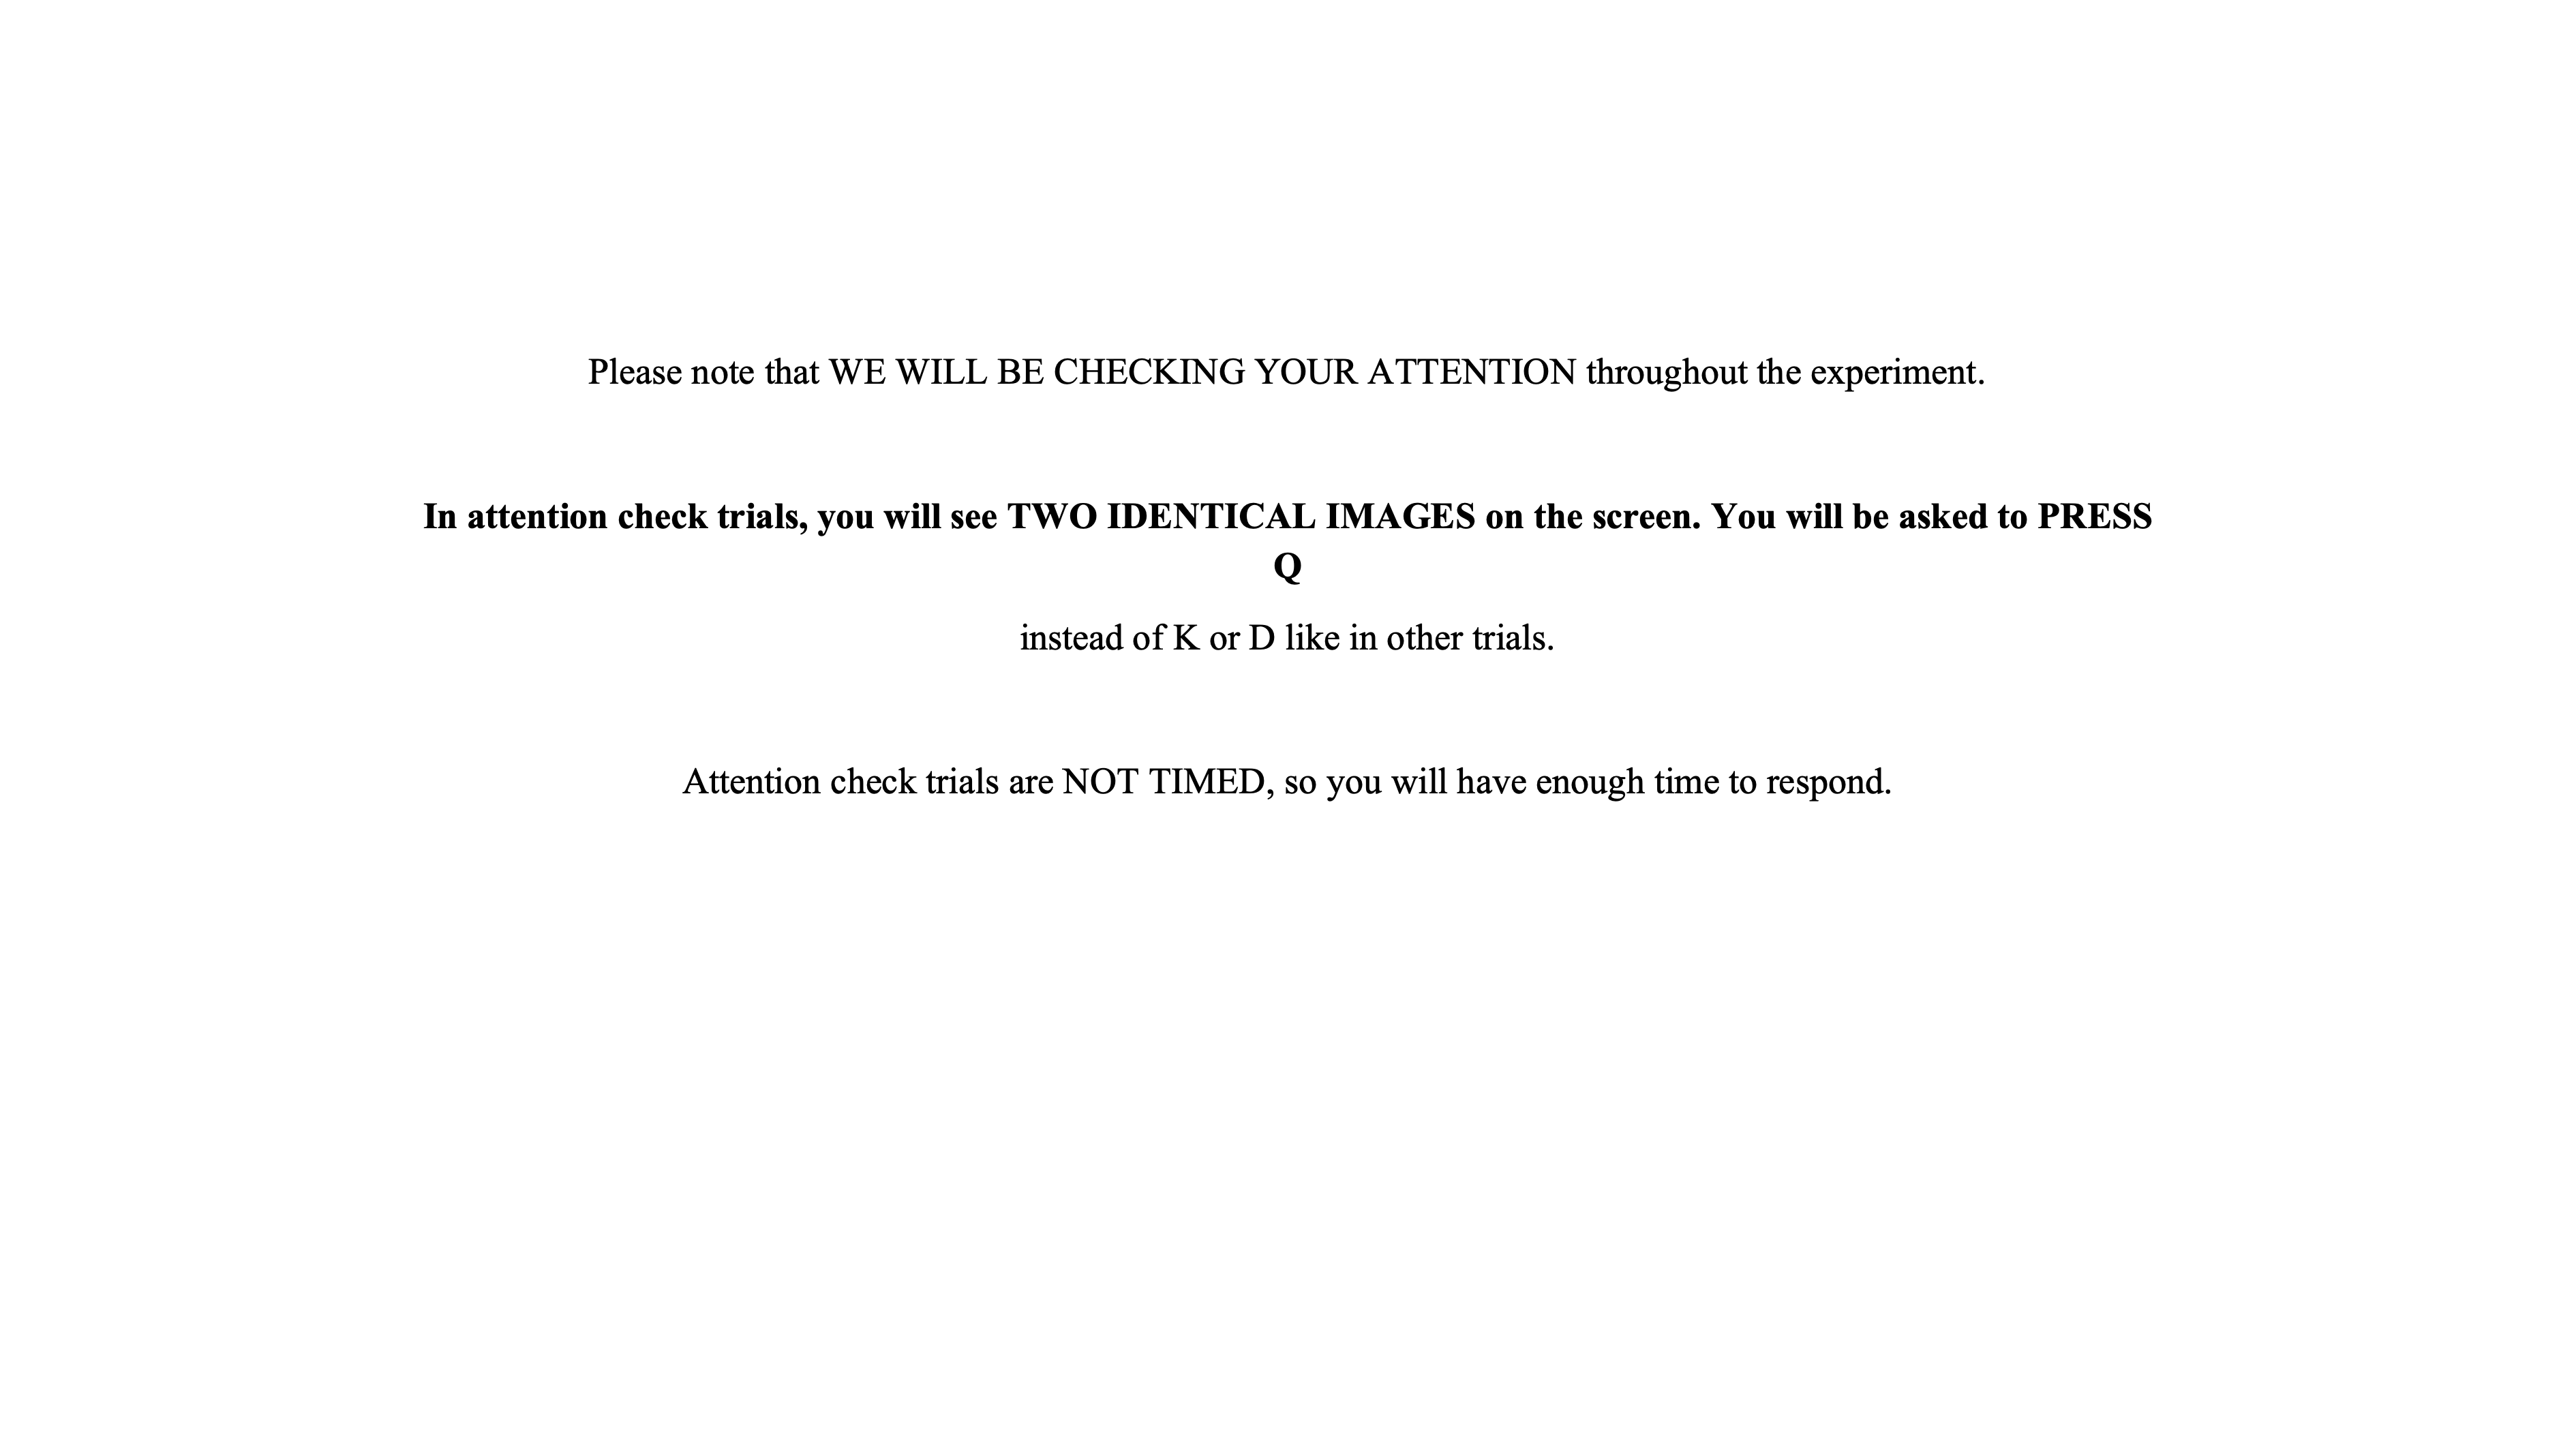 Please note that WE WILL BE CHECKING YOUR ATTENTION throughout the experiment.
In attention check trials, you will see TWO IDENTICAL IMAGES on the screen. You will be asked to PRESS
Q
instead of K or D like in other trials.
Attention check trials are NOT TIMED, so you will have enough time to respond.